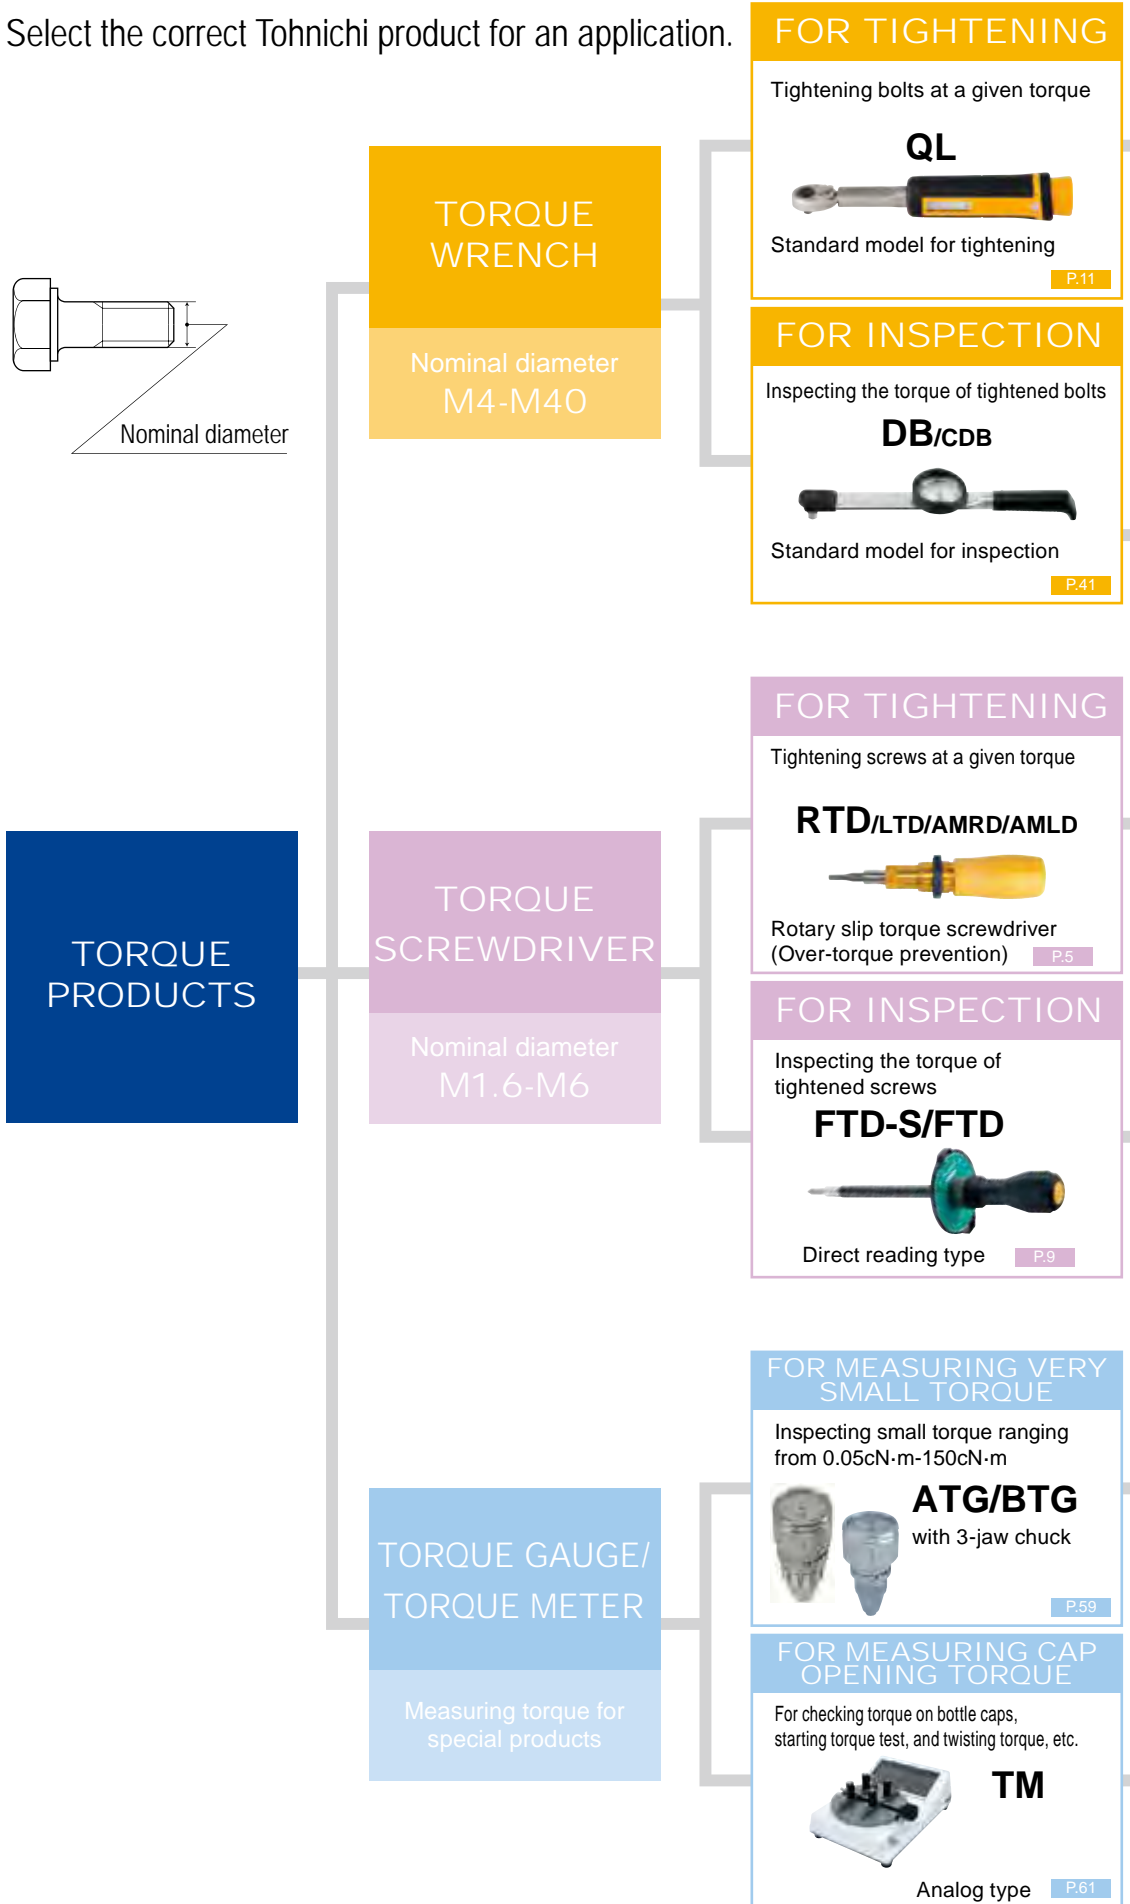 Select the correct Tohnichi product for an application.
FOR TIGHTENING
Tightening bolts at a given torque
QL
Standard model for tightening
P.11
TORQUE
WRENCH
Nominal diameter
M4-M40
Nominal diameter
FOR INSPECTION
Inspecting the torque of tightened bolts
DB/CDB
Standard model for inspection
P.41
FOR TIGHTENING
Tightening screws at a given torque
RTD/LTD/AMRD/AMLD
Rotary slip torque screwdriver
(Over-torque prevention)
P.5
TORQUE
PRODUCTS
TORQUE
SCREWDRIVER
Nominal diameter
M1.6-M6
FOR INSPECTION
Inspecting the torque of
tightened screws
FTD-S/FTD
Direct reading type
P.9
FOR MEASURING VERY
SMALL TORQUE
Inspecting small torque ranging
from 0.05cN·m-150cN·m
ATG/BTG
with 3-jaw chuck
P.59
TORQUE GAUGE/
TORQUE METER
Measuring torque for
special products
FOR MEASURING CAP
OPENING TORQUE
For checking torque on bottle caps,
starting torque test, and twisting torque, etc.
TM
Analog type
P.61